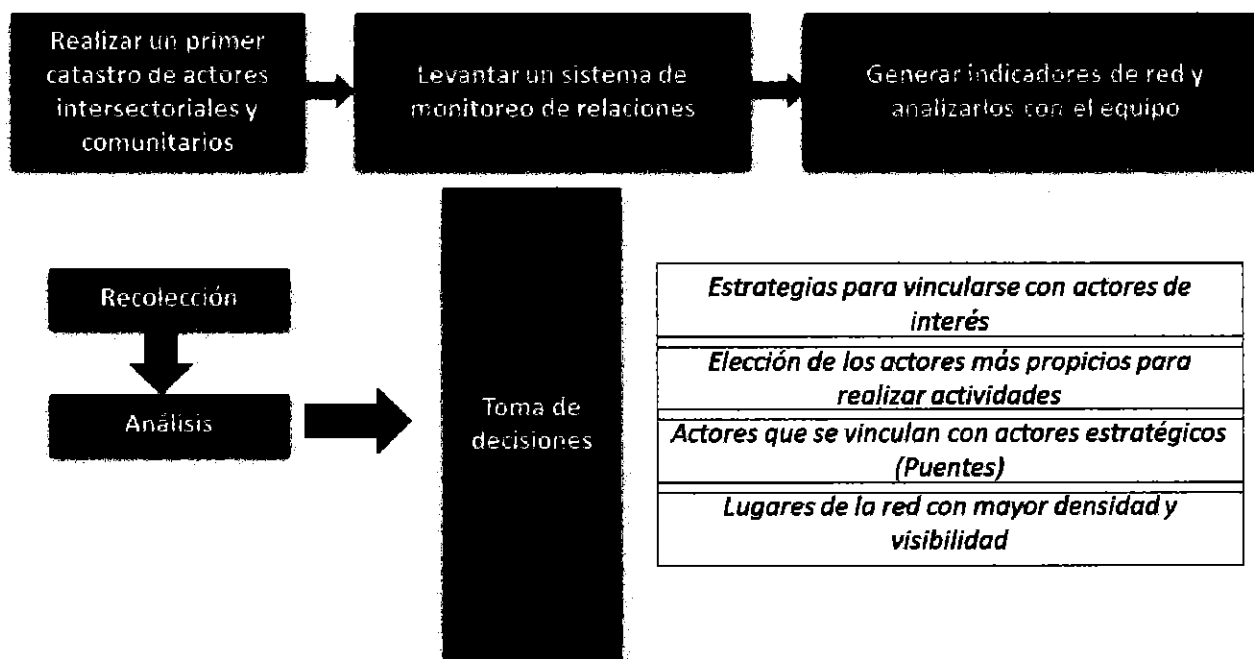 Realizar un primer
catastro de actores
intersectoriales y
comunitarios
Levantar un sistema de
monitoreo de relaciones
Generar indicadores de red y
analizarlos con el equipo
Recolección
Análisis
Toma de
decisiones
Estrategias para vincularse con actores de
interés
Elección de los actores más propicios para
realizar actividades
Actores que se vinculan con actores estratégicos
(Puentes)
Lugares de la red con mayor densidad y
visibilidad